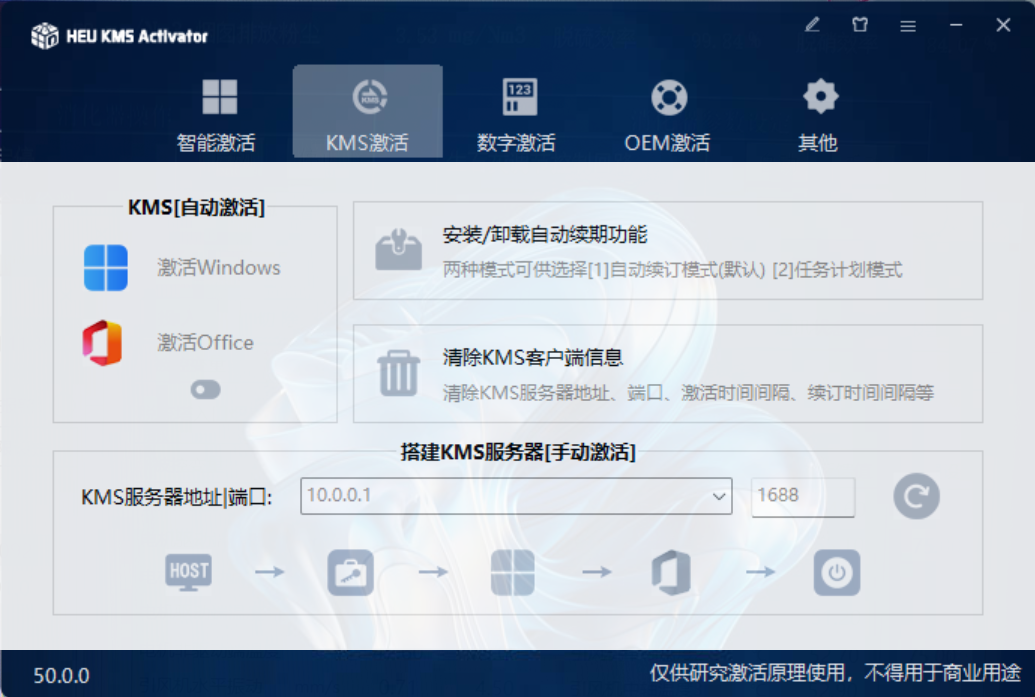 HEU KMS Activator
智能激活
KMS
KMS激活
123
数字激活
OEM激活
其他
KMS[自动激活]
激活Windows
激活Office
安装/卸载自动续期功能
两种模式可供选择[1]自动续订模式(默认) [2]任务计划模式
清除KMS客户端信息
清除KMS服务器地址、端口、激活时间间隔、续订时间间隔等
搭建KMS服务器[手动激活]
KMS服务器地址|端口: 10.0.0.1 1688
HOST
50.0.0
仅供研究激活原理使用，不得用于商业用途